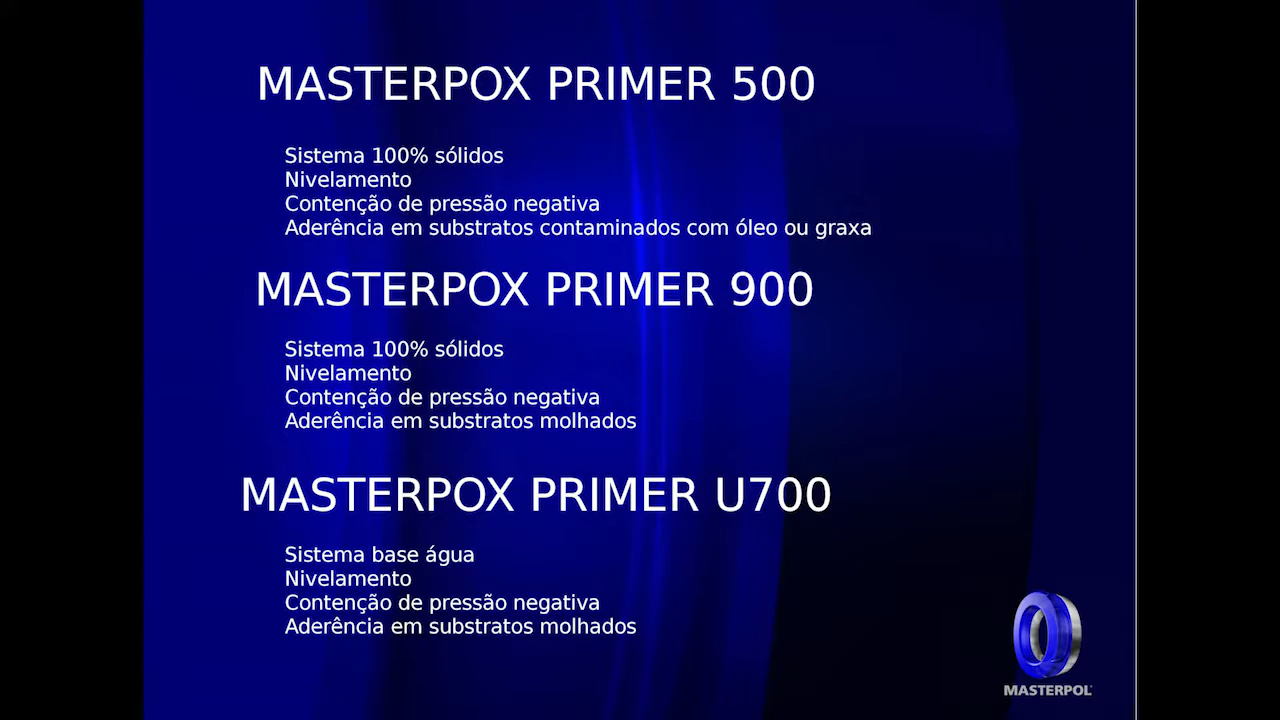 MASTERPOX PRIMER 500
Sistema 100% sólidos
Nivelamento
Contenção de pressão negativa
Aderência em substratos contaminados com óleo ou graxa
MASTERPOX PRIMER 900
Sistema 100% sólidos
Nivelamento
Contenção de pressão negativa
Aderência em substratos molhados
MASTERPOX PRIMER U700
Sistema base água
Nivelamento
Contenção de pressão negativa
Aderência em substratos molhados
MASTERPOL